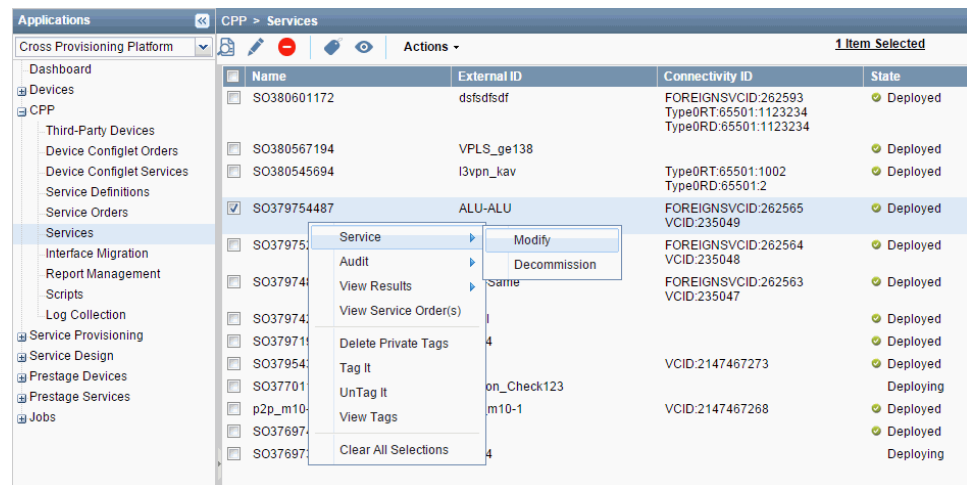 Applications
CPP > Services
Cross Provisioning Platform
Actions
1 Item Selected
Dashboard
Devices
CPP
Third-Party Devices
Device Configlet Orders
Device Configlet Services
Service Definitions
Service Orders
Services
Interface Migration
Report Management
Scripts
Log Collection
Service Provisioning
Service Design
Prestage Devices
Prestage Services
Jobs
Name External ID Connectivity ID State
SO380601172 dsfsdfsdf FOREIGNSVCID:262593 Deployed
Type0RT:65501:1123234
Type0RD:65501:1123234
SO380567194 VPLS_ge138 Deployed
SO380545694 l3vpn_kav Type0RT:65501:1002 Deployed
Type0RD:65501:2
SO379754487 ALU-ALU FOREIGNSVCID:262565 Deployed
VCID:235049
FOREIGNSVCID:262564 Deployed
VCID:235048
Same FOREIGNSVCID:262563 Deployed
VCID:235047
Deployed
Deployed
VCID:2147467273 Deployed
on_Check123 Deploying
p2p_m10- m10-1 VCID:2147467268 Deployed
Deployed
Deploying
Service
Audit
View Results
View Service Order(s)
Delete Private Tags
Tag It
UnTag It
View Tags
Clear All Selections
Modify
Decommission